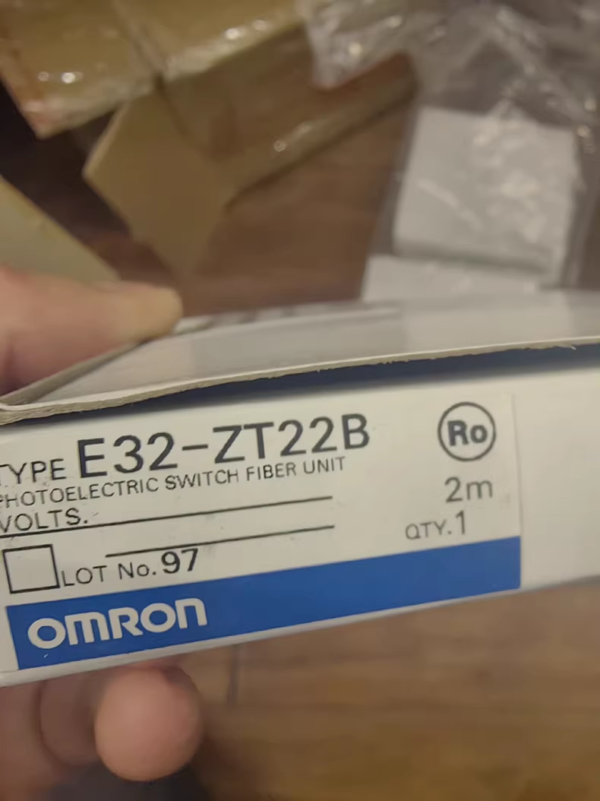 TYPE E32-ZT22B
Ro
PHOTOELECTRIC SWITCH FIBER UNIT
2m
VOLTS.
QTY.1
LOT No. 97
OMRON